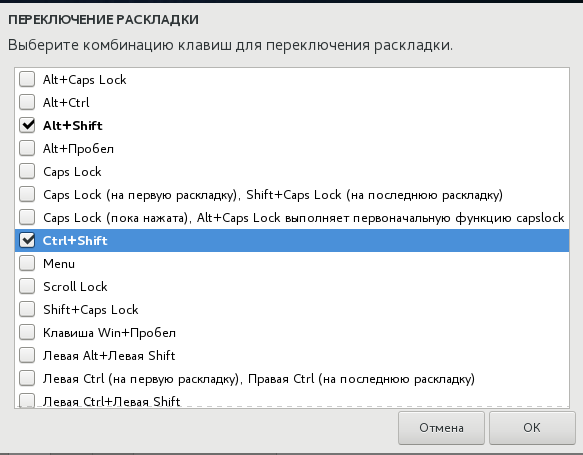 ПЕРЕКЛЮЧЕНИЕ РАСКЛАДКИ
Выберите комбинацию клавиш для переключения раскладки.
Alt+Caps Lock
Alt+Ctrl
Alt+Shift
Alt+Пробел
Caps Lock
Caps Lock (на первую раскладку), Shift+Caps Lock (на последнюю раскладку)
Caps Lock (пока нажата), Alt+Caps Lock выполняет первоначальную функцию capslock
Ctrl+Shift
Menu
Scroll Lock
Shift+Caps Lock
Клавиша Win+Пробел
Левая Alt+Левая Shift
Левая Ctrl (на первую раскладку), Правая Ctrl (на последнюю раскладку)
Левая Ctrl+Левая Shift
Отмена
ОК